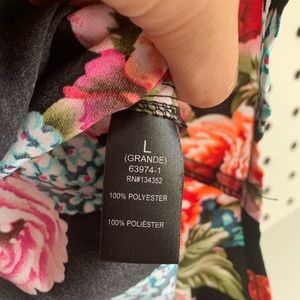 L
(GRANDE)
63974-1
RN#134352
100% POLYESTER
100% POLIÉSTER